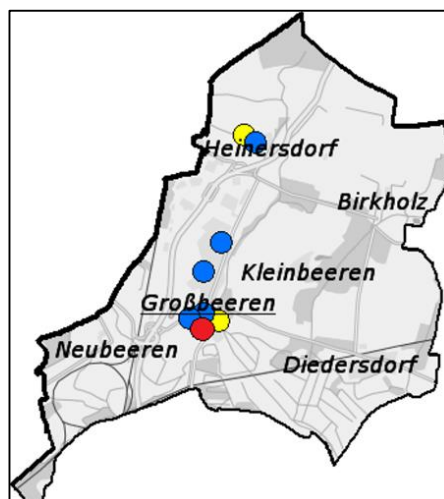 Heinersdorf
Birkholz
Kleinbeeren
Großbeeren
Neubeeren
Diedersdorf